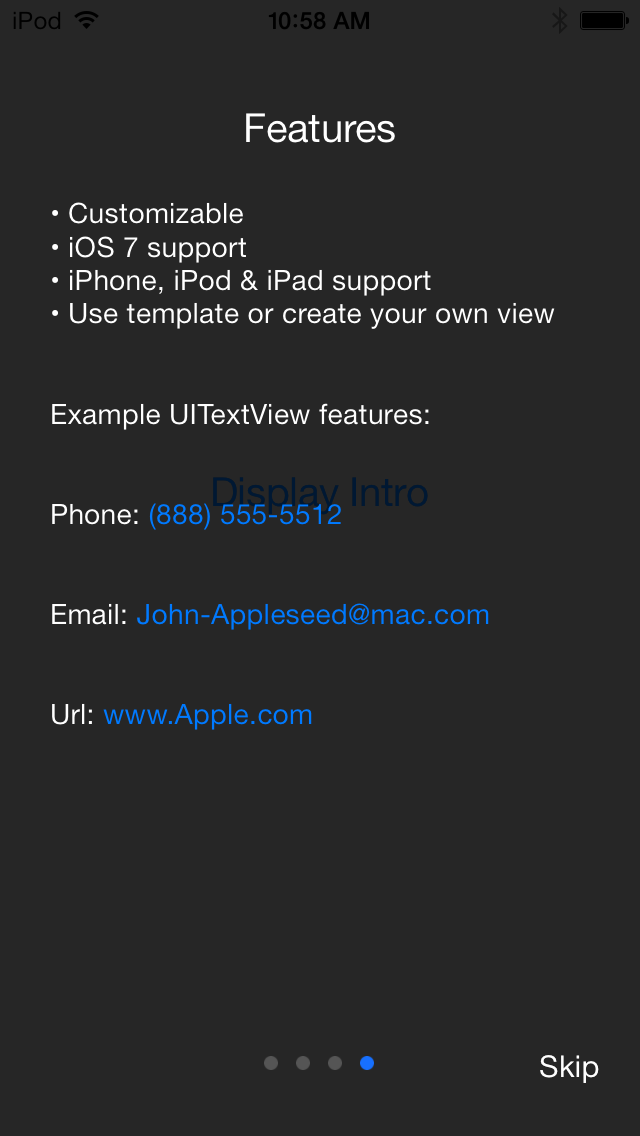 iPod 10:58 AM
Features
• Customizable
• iOS 7 support
• iPhone, iPod & iPad support
• Use template or create your own view
Example UITextView features:
Display Intro
Phone: (888) 555-5512
Email: John-Appleseed@mac.com
Url: www.Apple.com
Skip